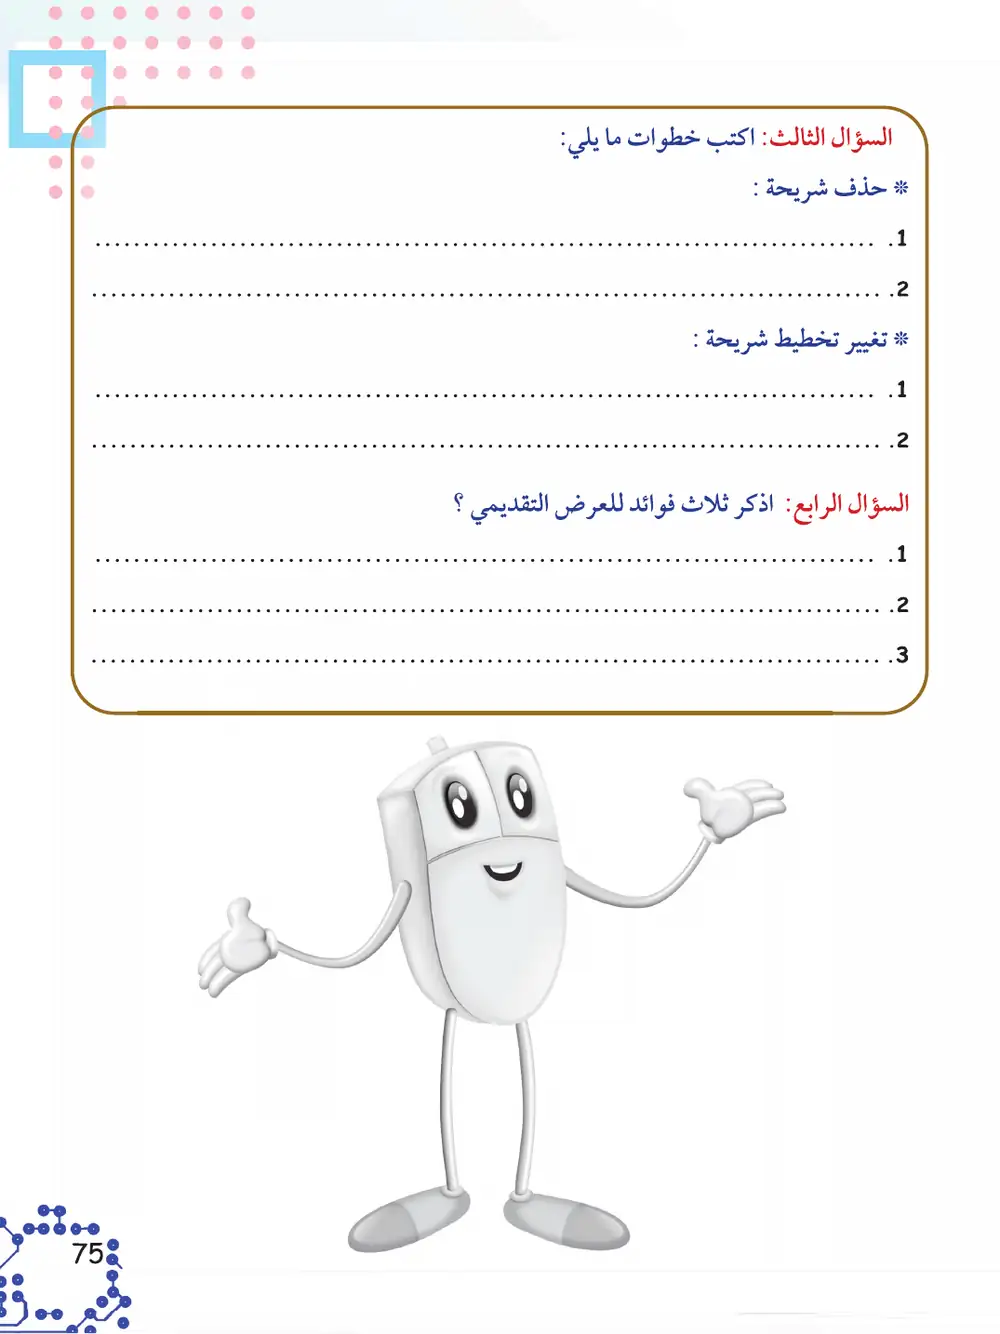 السؤال الثالث: اكتب خطوات ما يلي:
* حذف شريحة :
1. ........................................................................
2. ........................................................................
* تغيير تخطيط شريحة :
1. ........................................................................
2. ........................................................................
السؤال الرابع: اذكر ثلاث فوائد للعرض التقديمي ؟
1. ........................................................................
2. ........................................................................
3. ........................................................................
75